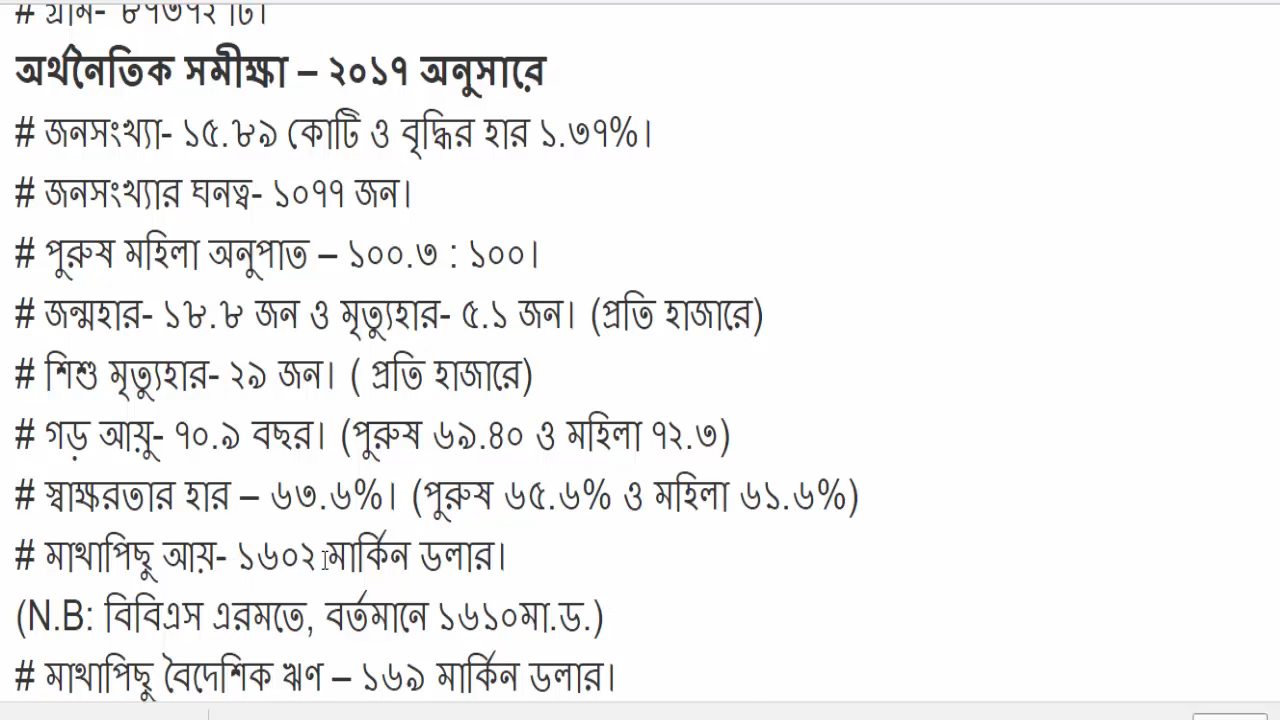 # গ্রাম- ৮৭৩৭২ টি।
অর্থনৈতিক সমীক্ষা – ২০১৭ অনুসারে
# জনসংখ্যা- ১৫.৮৯ কোটি ও বৃদ্ধির হার ১.৩৭%।
# জনসংখ্যার ঘনত্ব- ১০৭৭ জন।
# পুরুষ মহিলা অনুপাত – ১০০.৩ : ১০০।
# জন্মহার- ১৮.৮ জন ও মৃত্যুহার- ৫.১ জন। (প্রতি হাজারে)
# শিশু মৃত্যুহার- ২৯ জন। ( প্রতি হাজারে)
# গড় আয়ু- ৭০.৯ বছর। (পুরুষ ৬৯.৪০ ও মহিলা ৭২.৩)
# স্বাক্ষরতার হার – ৬৩.৬%। (পুরুষ ৬৫.৬% ও মহিলা ৬১.৬%)
# মাথাপিছু আয়- ১৬০২ মার্কিন ডলার।
(N.B: বিবিএস এরমতে, বর্তমানে ১৬১০মা.ড.)
# মাথাপিছু বৈদেশিক ঋণ – ১৬৯ মার্কিন ডলার।